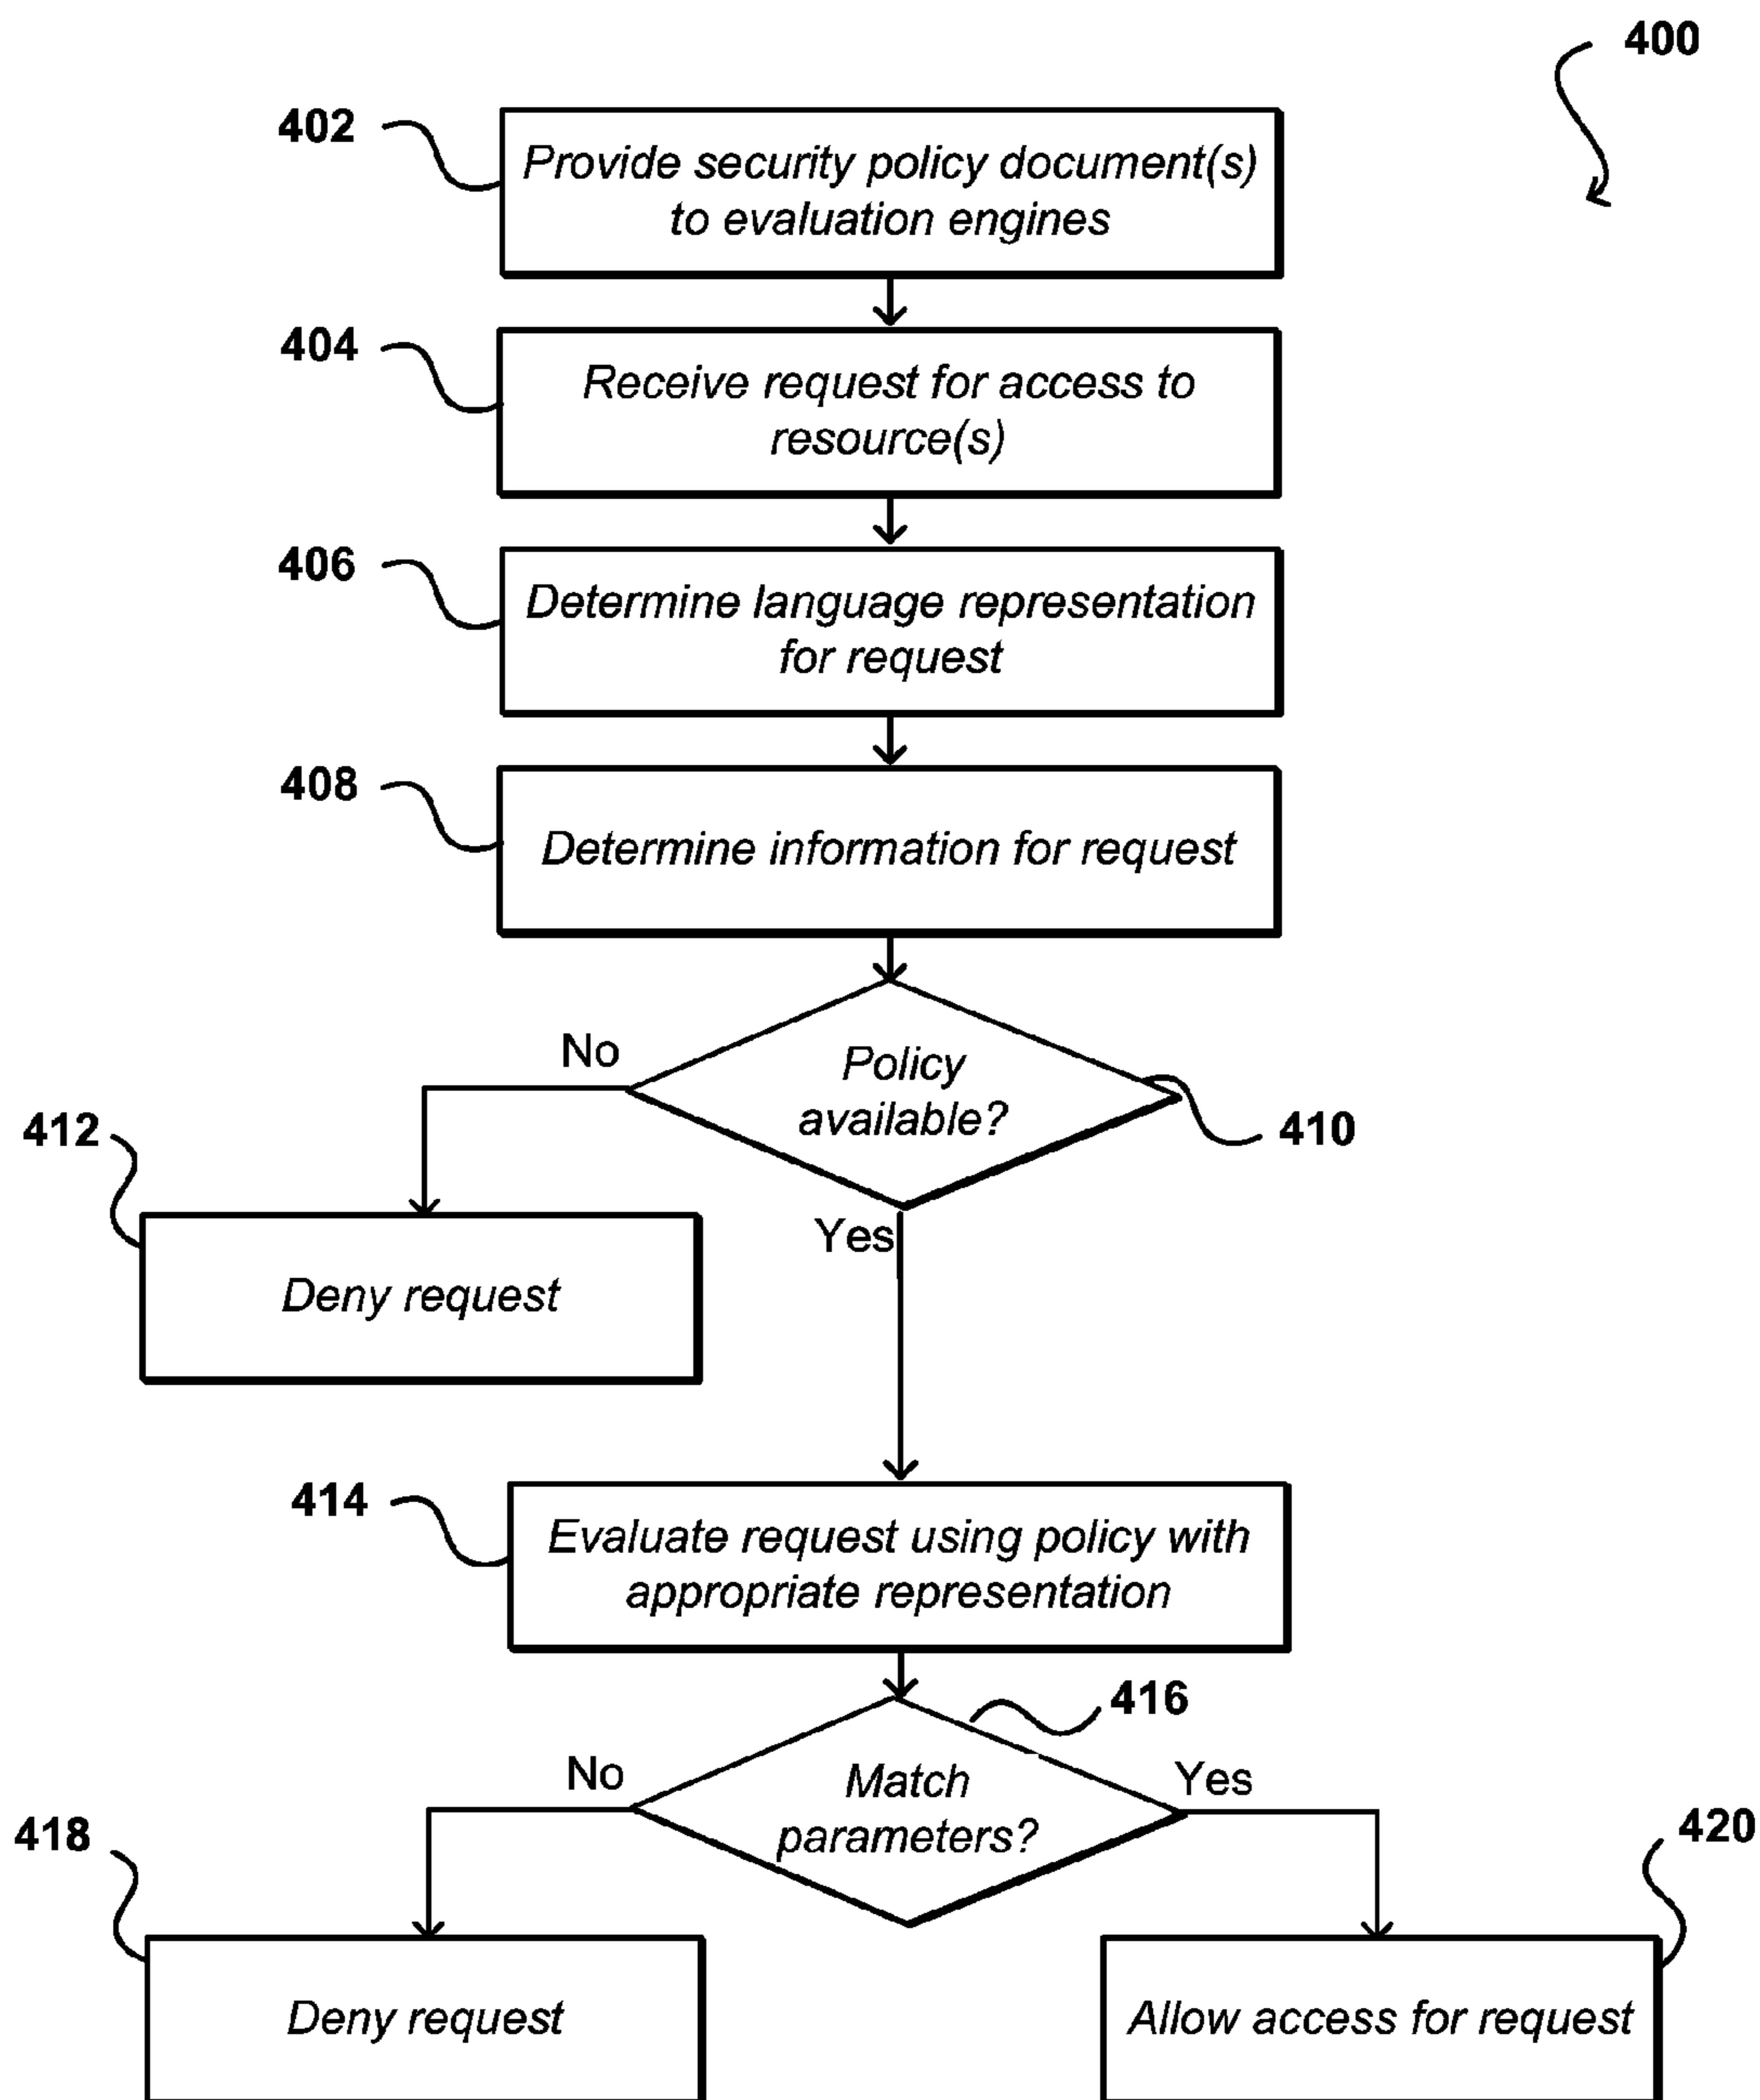 400
402
Provide security policy document(s)
to evaluation engines
404
Receive request for access to
resource(s)
406
Determine language representation
for request
408
Determine information for request
No
Policy
available?
410
412
Yes
Deny request
414
Evaluate request using policy with
appropriate representation
416
No
Match
parameters?
Yes
418
420
Deny request
Allow access for request